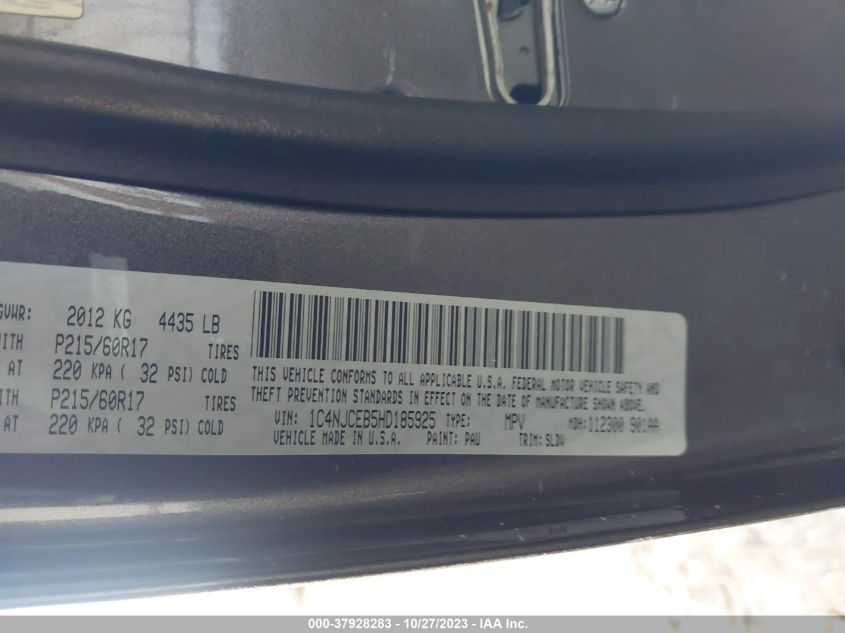 GVWR: 2012 KG 4435 LB
WITH P215/60R17 TIRES
AT 220 KPA ( 32 PSI) COLD
WITH P215/60R17 TIRES
AT 220 KPA ( 32 PSI) COLD
THIS VEHICLE CONFORMS TO ALL APPLICABLE U.S.A. FEDERAL MOTOR VEHICLE SAFETY AND
THEFT PREVENTION STANDARDS IN EFFECT ON THE DATE OF MANUFACTURE SHOWN ABOVE.
VIN: 1C4NJCEB5HD185925 TYPE: MPV MDH:112300 901AA
VEHICLE MADE IN U.S.A. PAINT: PAU TRIM: SLDV
000-37928283 - 10/27/2023 - IAA Inc.